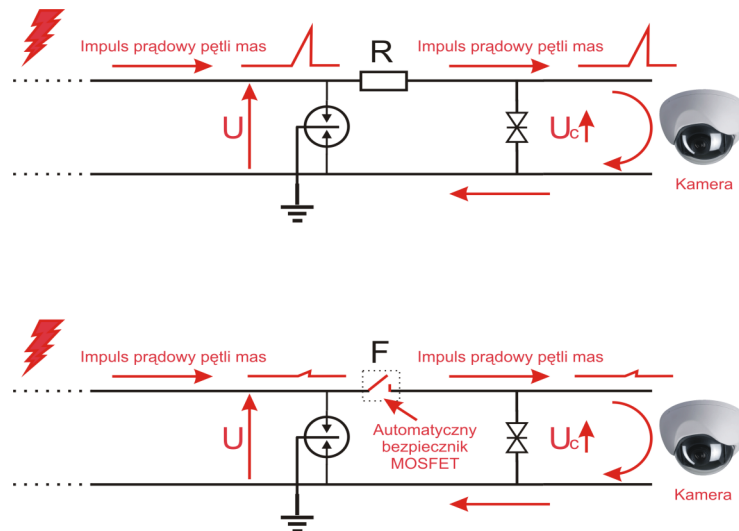 Impuls prądowy pętli mas
R
Impuls prądowy pętli mas
U
Uc
Kamera
Impuls prądowy pętli mas
F
Impuls prądowy pętli mas
U
Automatyczny
bezpiecznik
MOSFET
Uc
Kamera